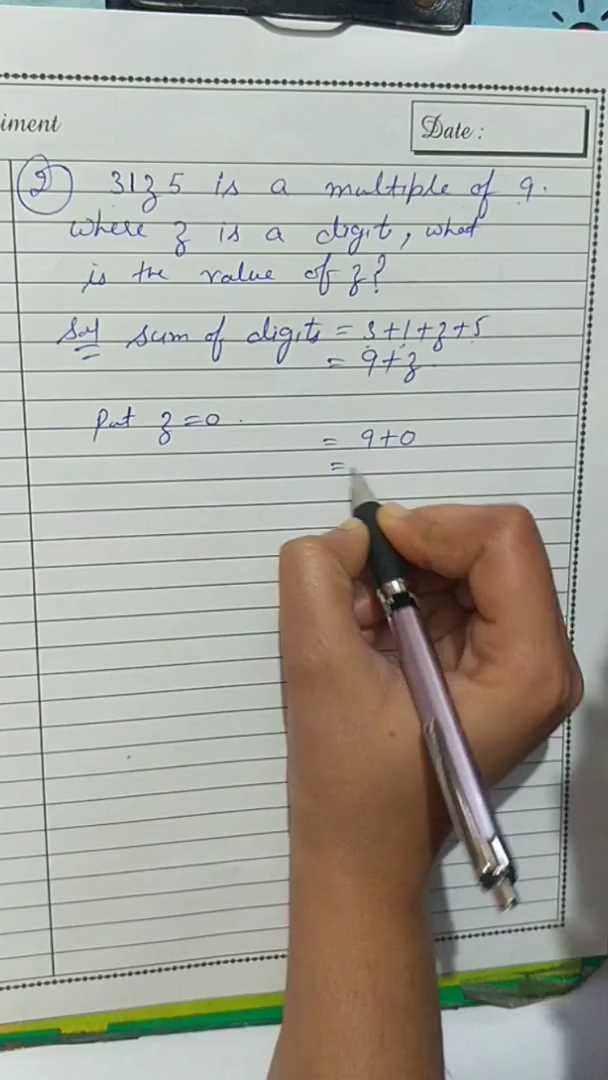 iment
Date :
2 31z5 is a multiple of 9.
where z is a digit, what
is the value of z?
Sol sum of digits = 3+1+z+5
= 9+z
Put z=0.
= 9+0
=